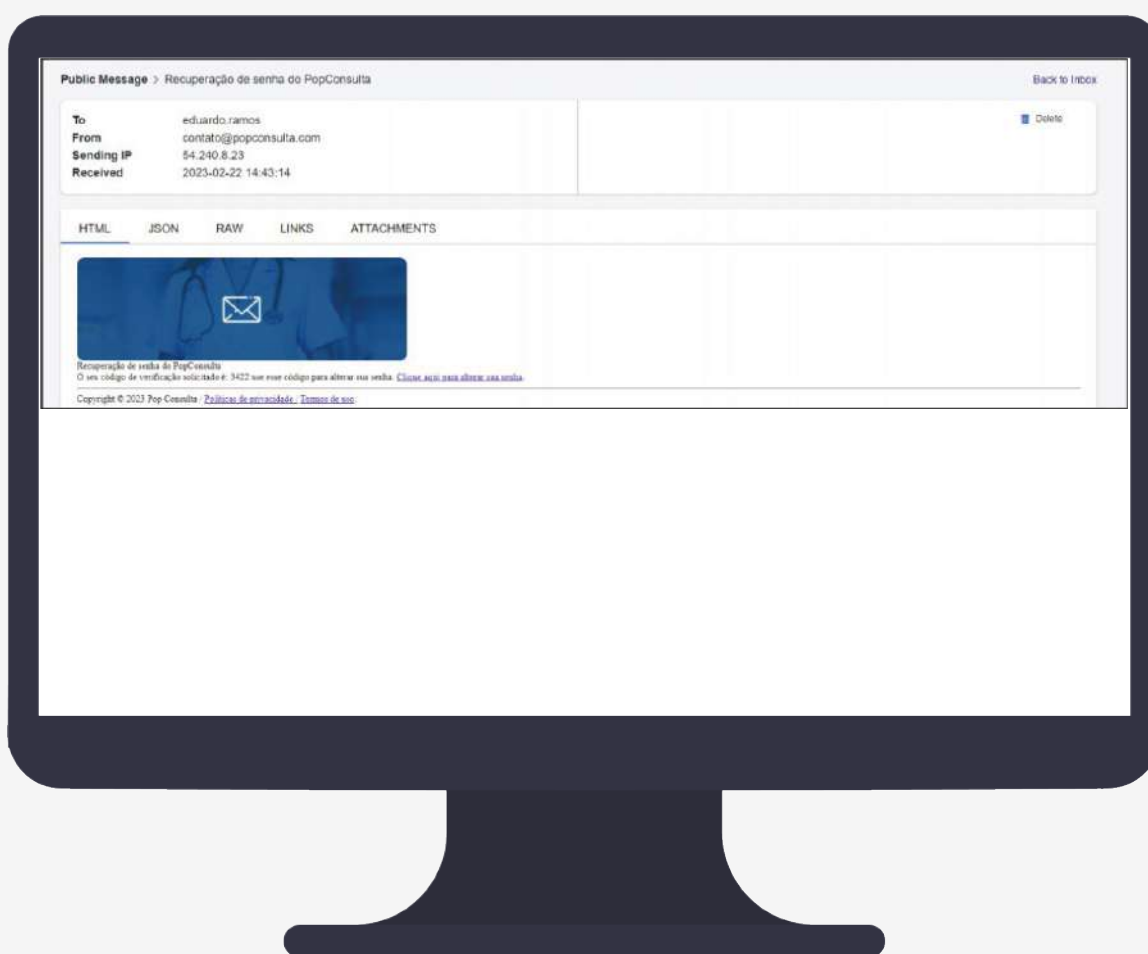 Public Message > Recuperação de senha do PopConsulta
Back to Inbox
To eduardo.ramos
From contato@popconsulta.com
Sending IP 54.240.8.23
Received 2023-02-22 14:43:14
Delete
HTML JSON RAW LINKS ATTACHMENTS
Recuperação de senha do PopConsulta
O seu código de verificação solicitado é: 3422 use esse código para alterar sua senha. Clique aqui para alterar sua senha.
Copyright © 2023 Pop Consulta / Políticas de privacidade / Termos de uso